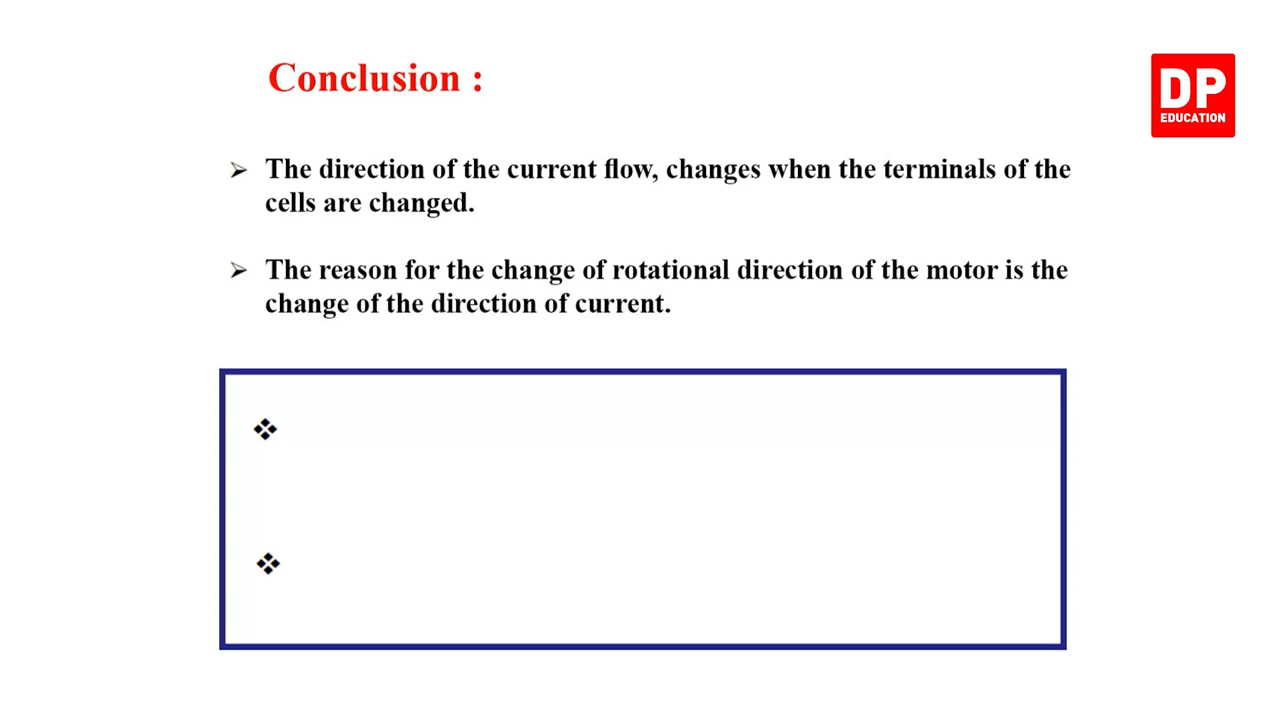 Conclusion :
DP
EDUCATION
➢ The direction of the current flow, changes when the terminals of the
cells are changed.
➢ The reason for the change of rotational direction of the motor is the
change of the direction of current.
❖
❖